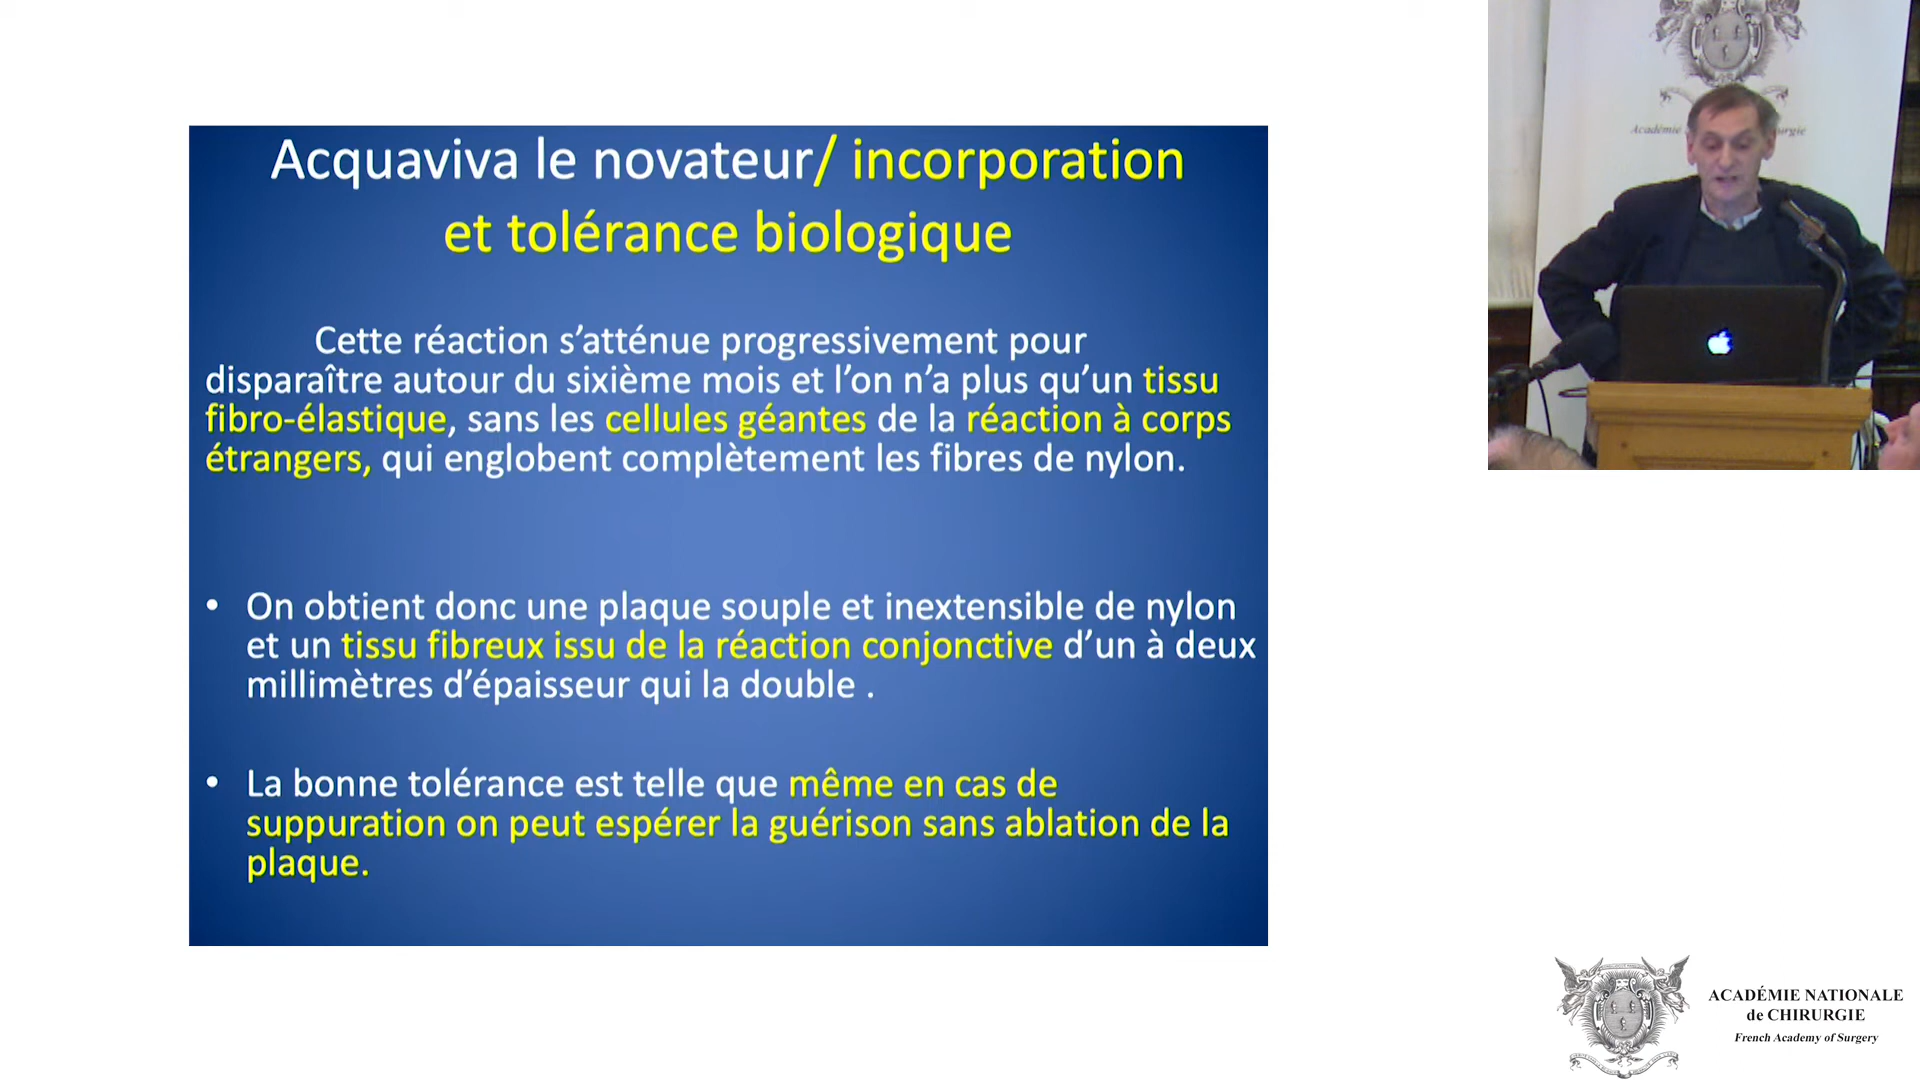 Acquaviva le novateur/ incorporation
et tolérance biologique
Cette réaction s’atténue progressivement pour
disparaître autour du sixième mois et l’on n’a plus qu’un tissu
fibro-élastique, sans les cellules géantes de la réaction à corps
étrangers, qui englobent complètement les fibres de nylon.
• On obtient donc une plaque souple et inextensible de nylon
et un tissu fibreux issu de la réaction conjonctive d’un à deux
millimètres d’épaisseur qui la double .
• La bonne tolérance est telle que même en cas de
suppuration on peut espérer la guérison sans ablation de la
plaque.
ACADÉMIE NATIONALE
de CHIRURGIE
French Academy of Surgery